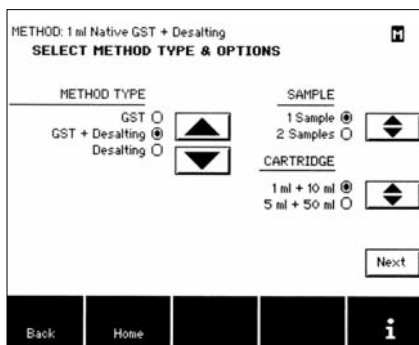 METHOD: 1 ml Native GST + Desalting
M
SELECT METHOD TYPE & OPTIONS
METHOD TYPE
GST
GST + Desalting
Desalting
SAMPLE
1 Sample
2 Samples
CARTRIDGE
1 ml + 10 ml
5 ml + 50 ml
Next
Back
Home
i